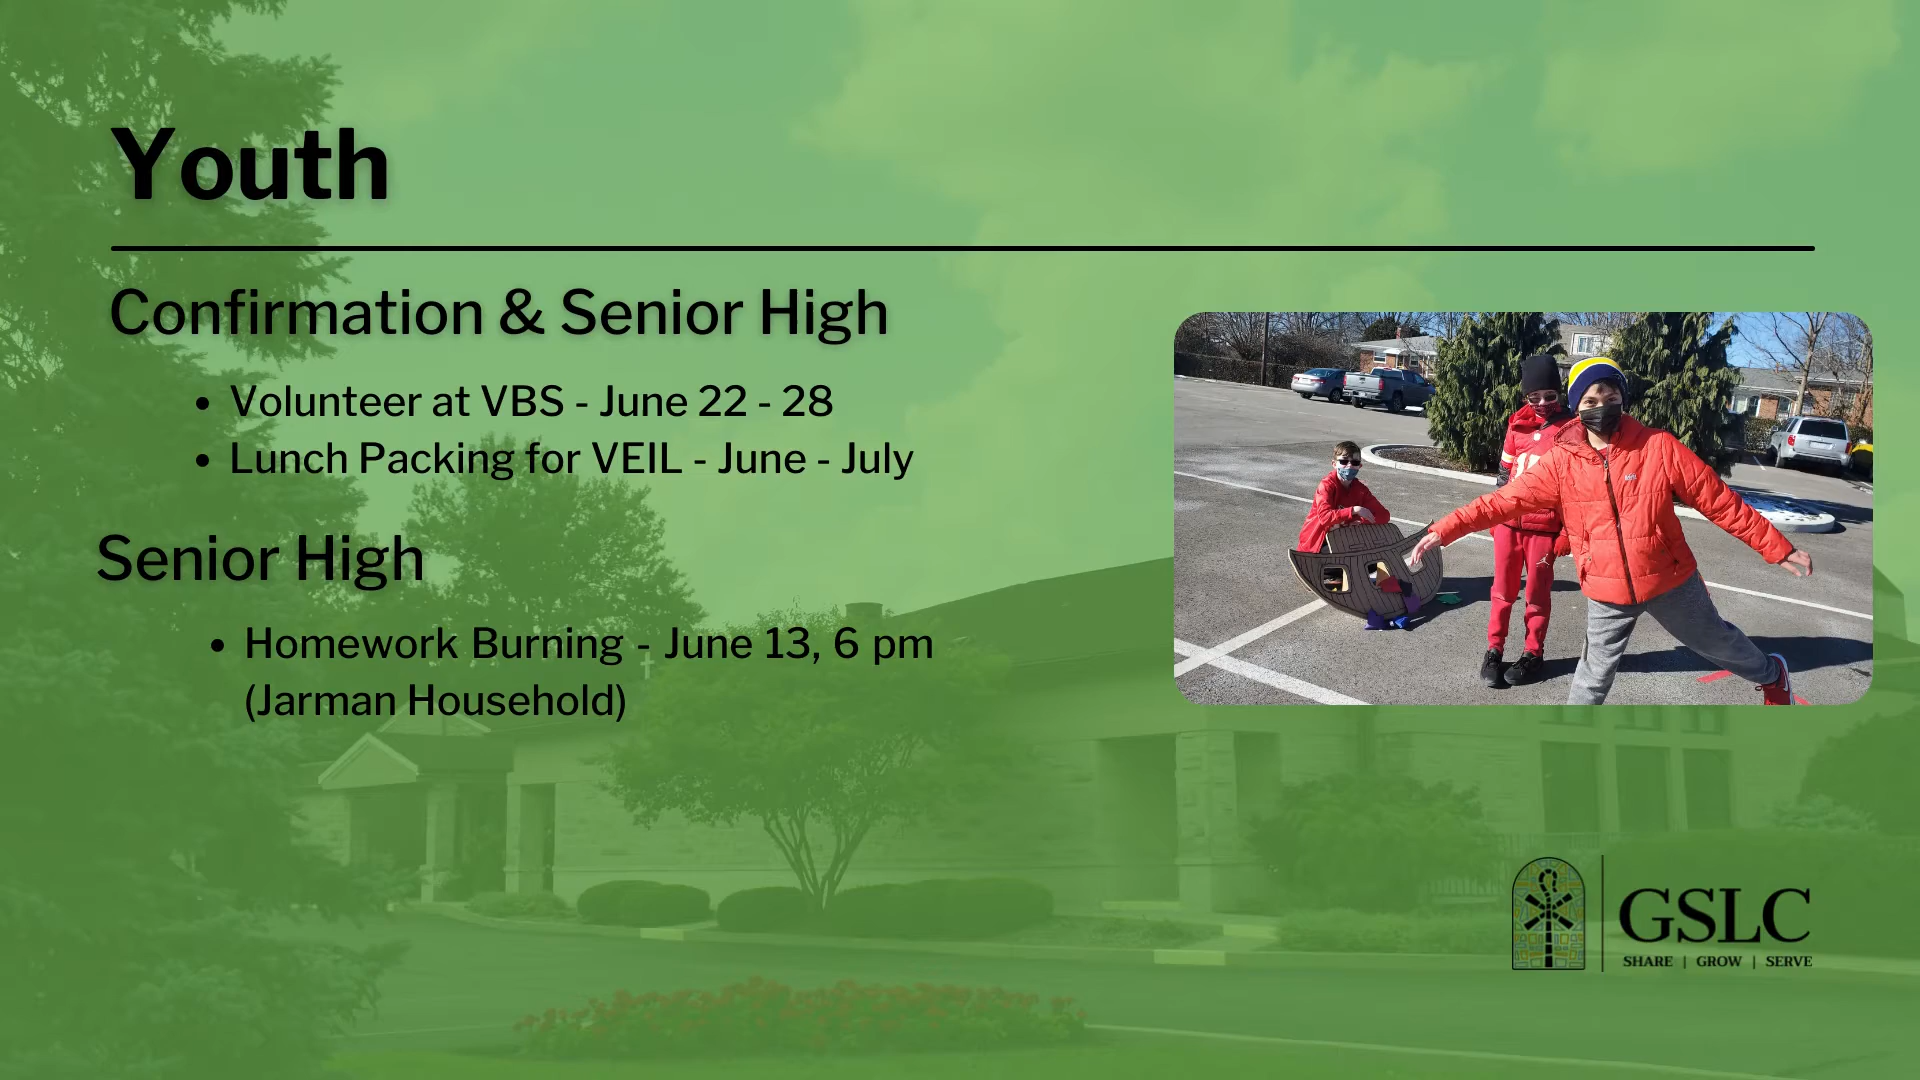 Youth
Confirmation & Senior High
• Volunteer at VBS - June 22 - 28
• Lunch Packing for VEIL - June - July
Senior High
• Homework Burning - June 13, 6 pm
(Jarman Household)
GSLC
SHARE | GROW | SERVE